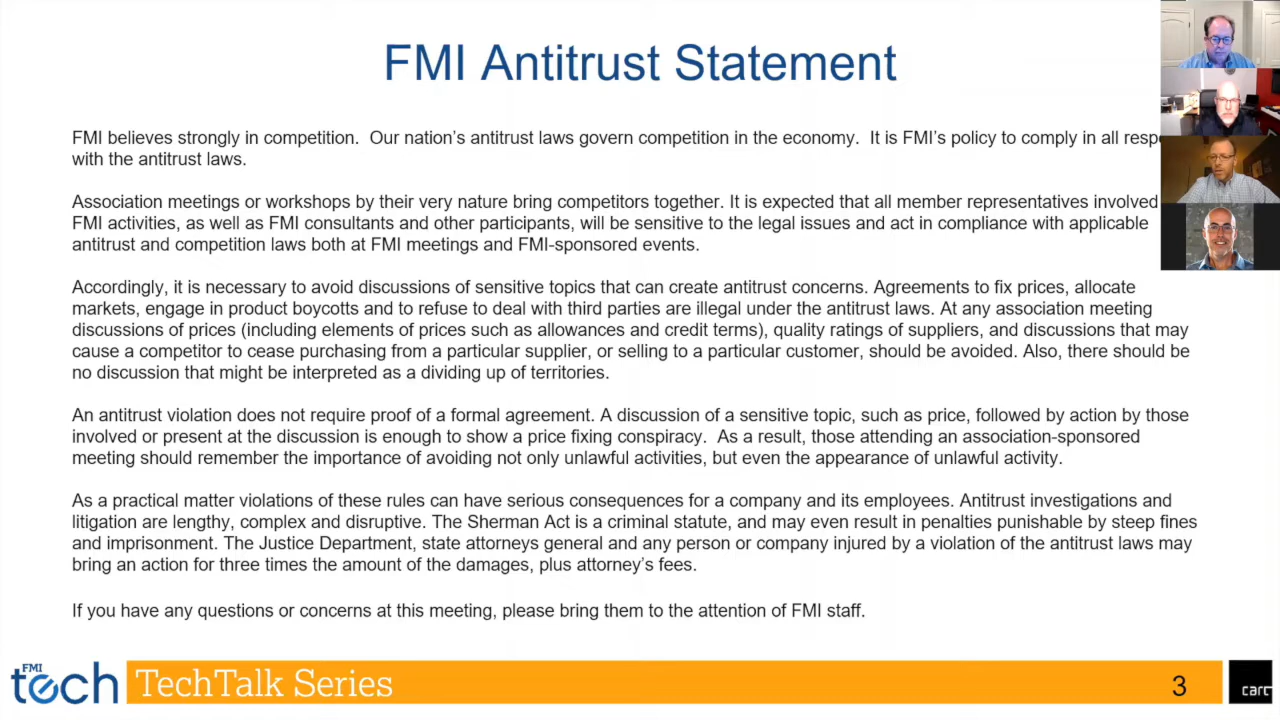 FMI Antitrust Statement
FMI believes strongly in competition. Our nation's antitrust laws govern competition in the economy. It is FMI's policy to comply in all
with the antitrust laws.
Association meetings or workshops by their very nature bring competitors together. It is expected that all member representatives involved
FMI activities, as well as FMI consultants and other participants, will be sensitive to the legal issues and act in compliance with applicable
antitrust and competition laws both at FMI meetings and FMI-sponsored events.
Accordingly, it is necessary to avoid discussions of sensitive topics that can create antitrust concerns. Agreements to fix prices, allocate
markets, engage in product boycotts and to refuse to deal with third parties are illegal under the antitrust laws. At any association meeting
discussions of prices (including elements of prices such as allowances and credit terms), quality ratings of suppliers, and discussions that may
cause a competitor to cease purchasing from a particular supplier, or selling to a particular customer, should be avoided. Also, there should be
no discussion that might be interpreted as a dividing up of territories.
An antitrust violation does not require proof of a formal agreement. A discussion of a sensitive topic, such as price, followed by action by those
involved or present at the discussion is enough to show a price fixing conspiracy. As a result, those attending an association-sponsored
meeting should remember the importance of avoiding not only unlawful activities, but even the appearance of unlawful activity.
As a practical matter violations of these rules can have serious consequences for a company and its employees. Antitrust investigations and
litigation are lengthy, complex and disruptive. The Sherman Act is a criminal statute, and may even result in penalties punishable by steep fines
and imprisonment. The Justice Department, state attorneys general and any person or company injured by a violation of the antitrust laws may
bring an action for three times the amount of the damages, plus attorney's fees.
If you have any questions or concerns at this meeting, please bring them to the attention of FMI staff.
FMI
tech
TechTalk Series
3